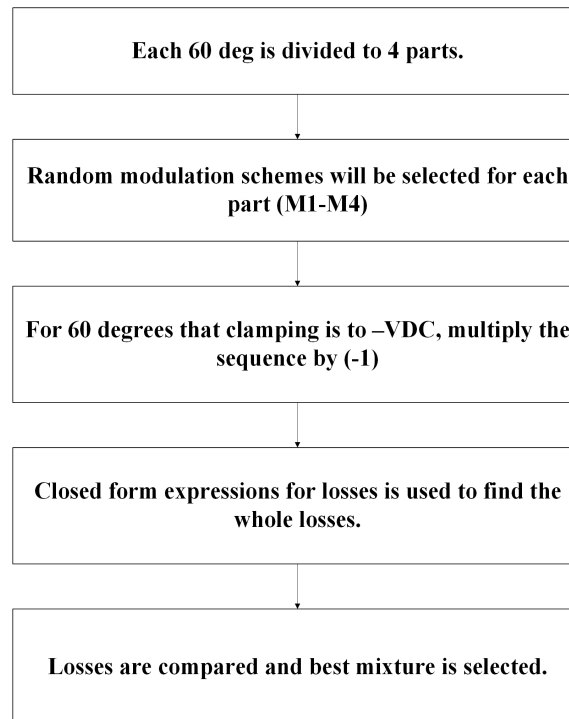 Each 60 deg is divided to 4 parts.
Random modulation schemes will be selected for each
part (M1-M4)
For 60 degrees that clamping is to –VDC, multiply the
sequence by (-1)
Closed form expressions for losses is used to find the
whole losses.
Losses are compared and best mixture is selected.